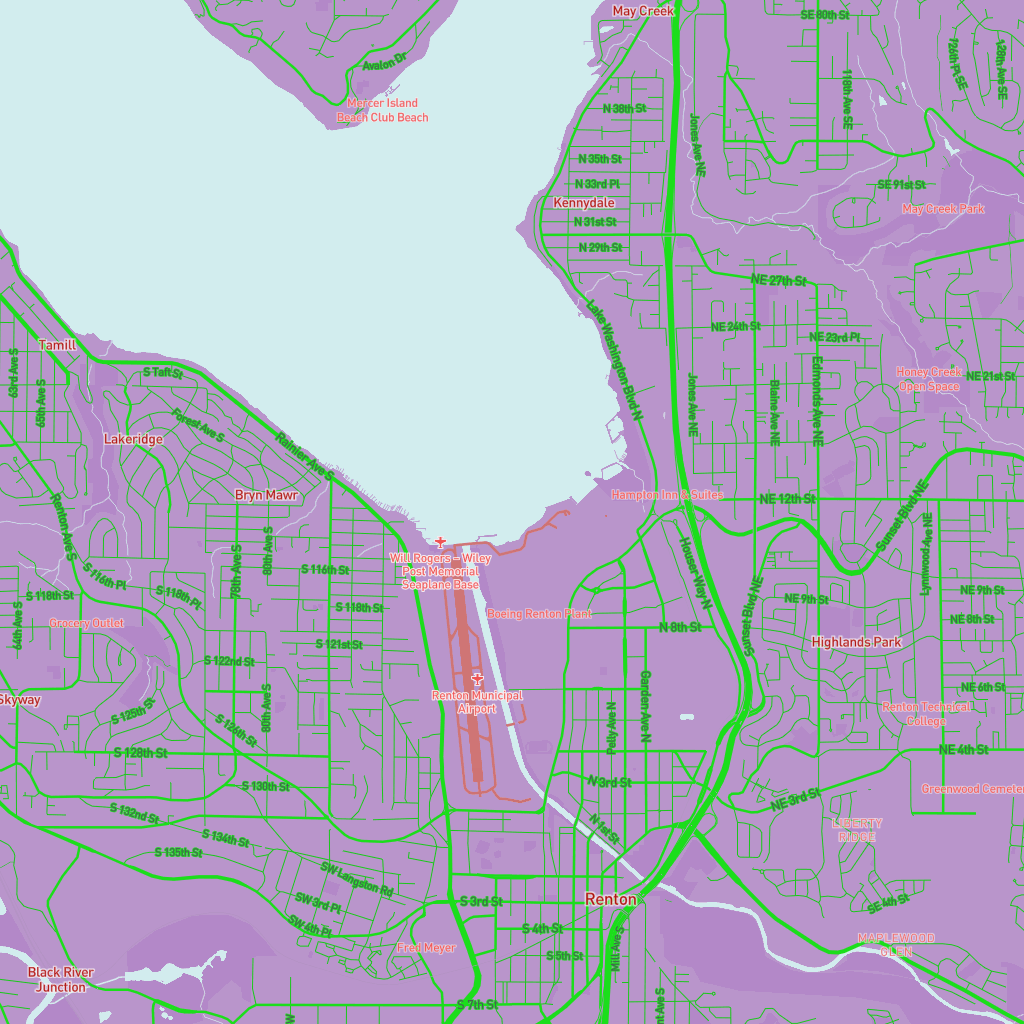 May Creek
SE 80th St
Avalon Dr
126th Pl SE
128th Ave SE
118th Ave SE
Mercer Island
Beach Club Beach
N 38th St
Jones Ave NE
N 35th St
N 33rd Pl
SE 91st St
Kennydale
May Creek Park
N 31st St
N 29th St
NE 27th St
Lake Washington Blvd N
NE 24th St
NE 23rd Pl
Tamill
63rd Ave S
65th Ave S
S Taft St
Honey Creek
Open Space
NE 21st St
Jones Ave NE
Blaine Ave NE
Edmonds Ave NE
Forest Ave S
Lakeridge
Rainier Ave S
Bryn Mawr
Hampton Inn & Suites
NE 12th St
Sunset Blvd NE
Renton Ave S
80th Ave S
78th Ave S
Will Rogers – Wiley
Post Memorial
Seaplane Base
S 116th St
S 116th Pl
S 118th St
S 118th Pl
S 118th St
64th Ave S
Grocery Outlet
Houser Way N
Lynnwood Ave NE
NE 9th St
NE 9th St
NE 8th St
Boeing Renton Plant
N 8th St
Sunset Blvd NE
Highlands Park
S 121st St
S 122nd St
Skyway
Renton Municipal
Airport
Garden Ave N
Pelly Ave N
NE 6th St
Renton Technical
College
S 125th St
80th Ave S
S 126th St
S 128th St
NE 4th St
N 3rd St
S 130th St
NE 3rd St
Greenwood Cemeter
S 132nd St
N 1st St
LIBERTY
RIDGE
S 134th St
S 135th St
SW Langston Rd
SW 3rd Pl
SW 4th Pl
S 3rd St
Renton
SE 4th St
S 4th St
Fred Meyer
Mill Ave S
MAPLEWOOD
GLEN
S 5th St
Black River
Junction
S 7th St
W
nt Ave S